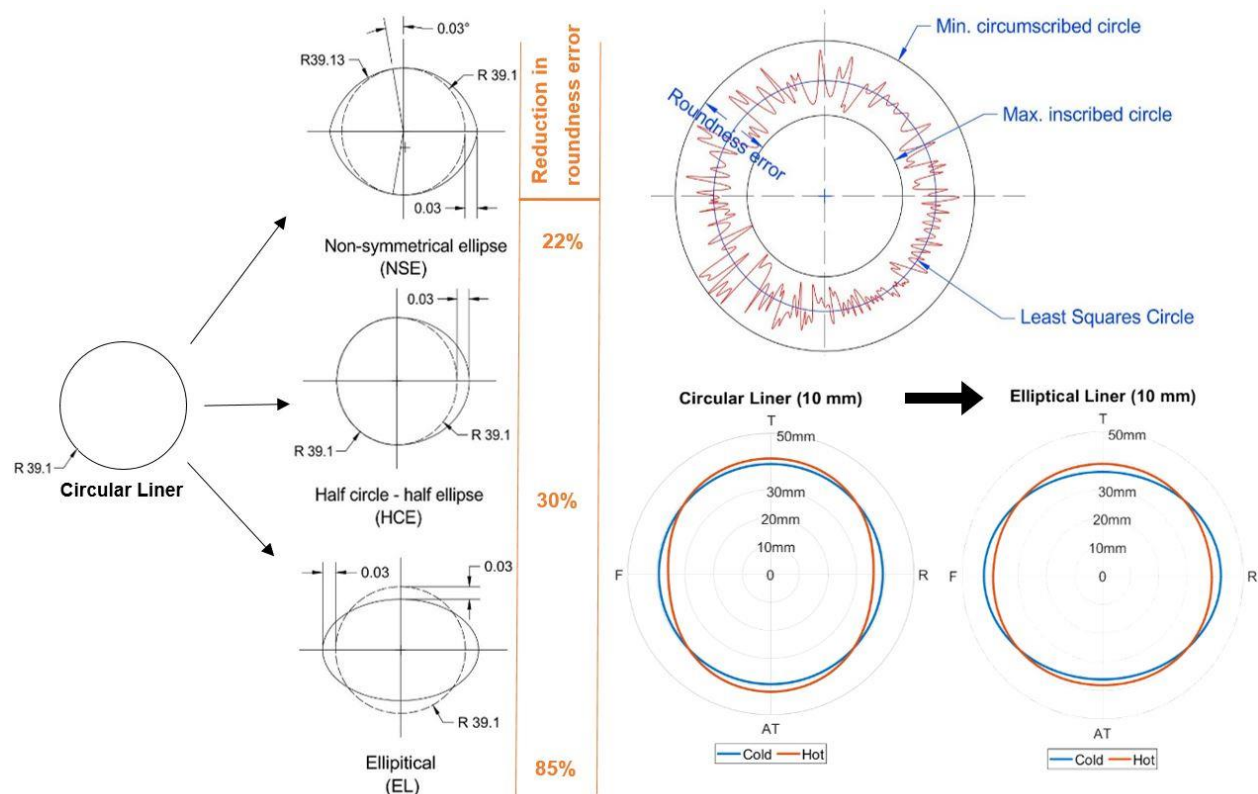 0.03°
R39.13
R 39.1
0.03
Non-symmetrical ellipse
(NSE)
0.03
R 39.1
R 39.1
Half circle - half ellipse
(HCE)
0.03
0.03
R 39.1
Ellipitical
(EL)
R 39.1
Circular Liner
Reduction in
roundness error
22%
30%
85%
Min. circumscribed circle
Roundness error
Max. inscribed circle
Least Squares Circle
Circular Liner (10 mm)
T
50mm
30mm
20mm
10mm
0
F
R
AT
Cold Hot
Elliptical Liner (10 mm)
T
50mm
30mm
20mm
10mm
0
F
R
AT
Cold Hot